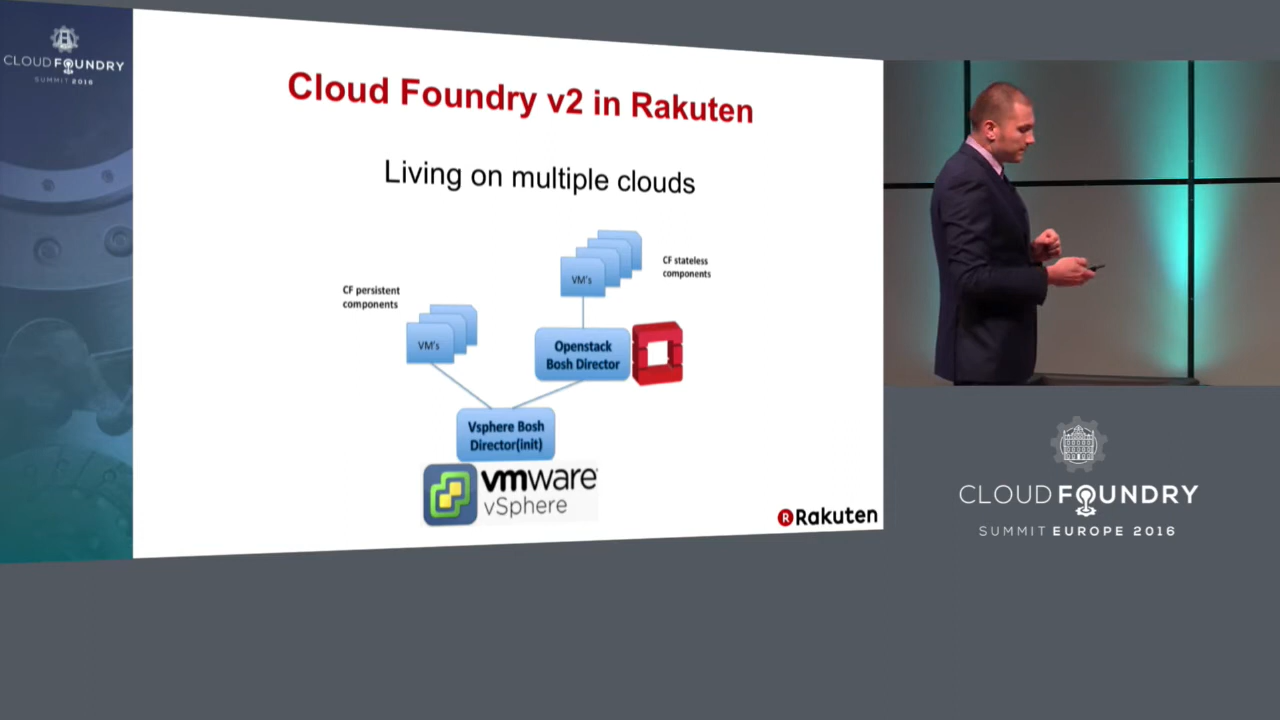 CLOUD FOUNDRY
SUMMIT 2016
Cloud Foundry v2 in Rakuten
Living on multiple clouds
CF stateless
components
VM's
CF persistent
components
VM's
Openstack
Bosh Director
Vsphere Bosh
Director(init)
vmware
vSphere
R Rakuten
CLOUD FOUNDRY
SUMMIT EUROPE 2016